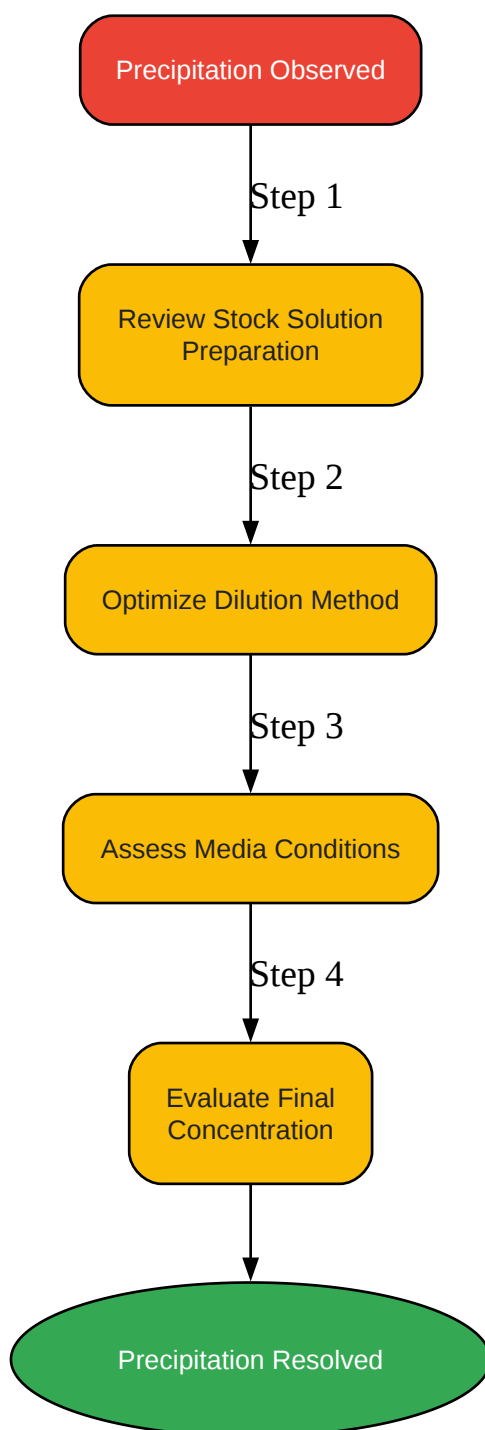 Precipitation Observed
Step 1
Review Stock Solution
Preparation
Step 2
Optimize Dilution Method
Step 3
Assess Media Conditions
Step 4
Evaluate Final
Concentration
Precipitation Resolved